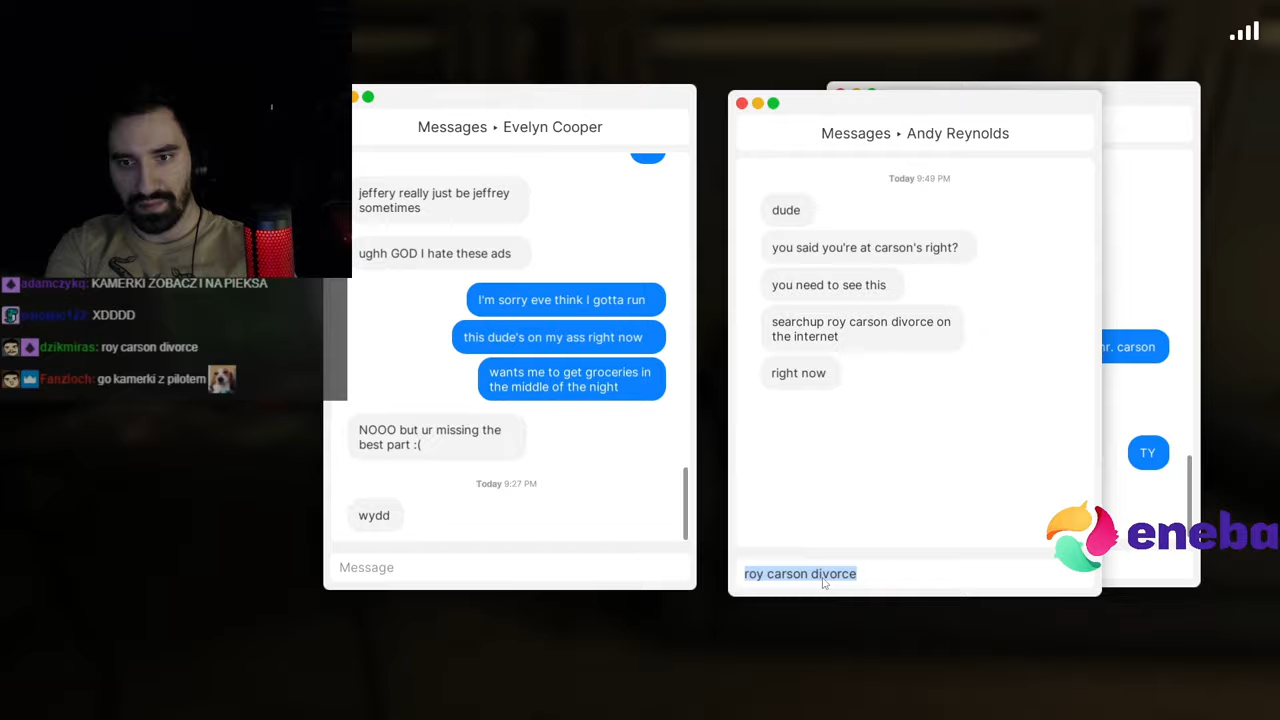 Messages ▸ Evelyn Cooper
jeffery really just be jeffrey
sometimes
ughh GOD I hate these ads
I'm sorry eve think I gotta run
this dude's on my ass right now
wants me to get groceries in
the middle of the night
NOOO but ur missing the
best part :(
Today 9:27 PM
wydd
Message
Messages ▸ Andy Reynolds
Today 9:49 PM
dude
you said you're at carson's right?
you need to see this
searchup roy carson divorce on
the internet
right now
roy carson divorce
mr. carson
TY
eneba
adamczykq: KAMERKI ZOBACZ I NA PIEKSA
XDDDD
dzikmiras: roy carson divorce
Fanzloch: go kamerki z pilotem